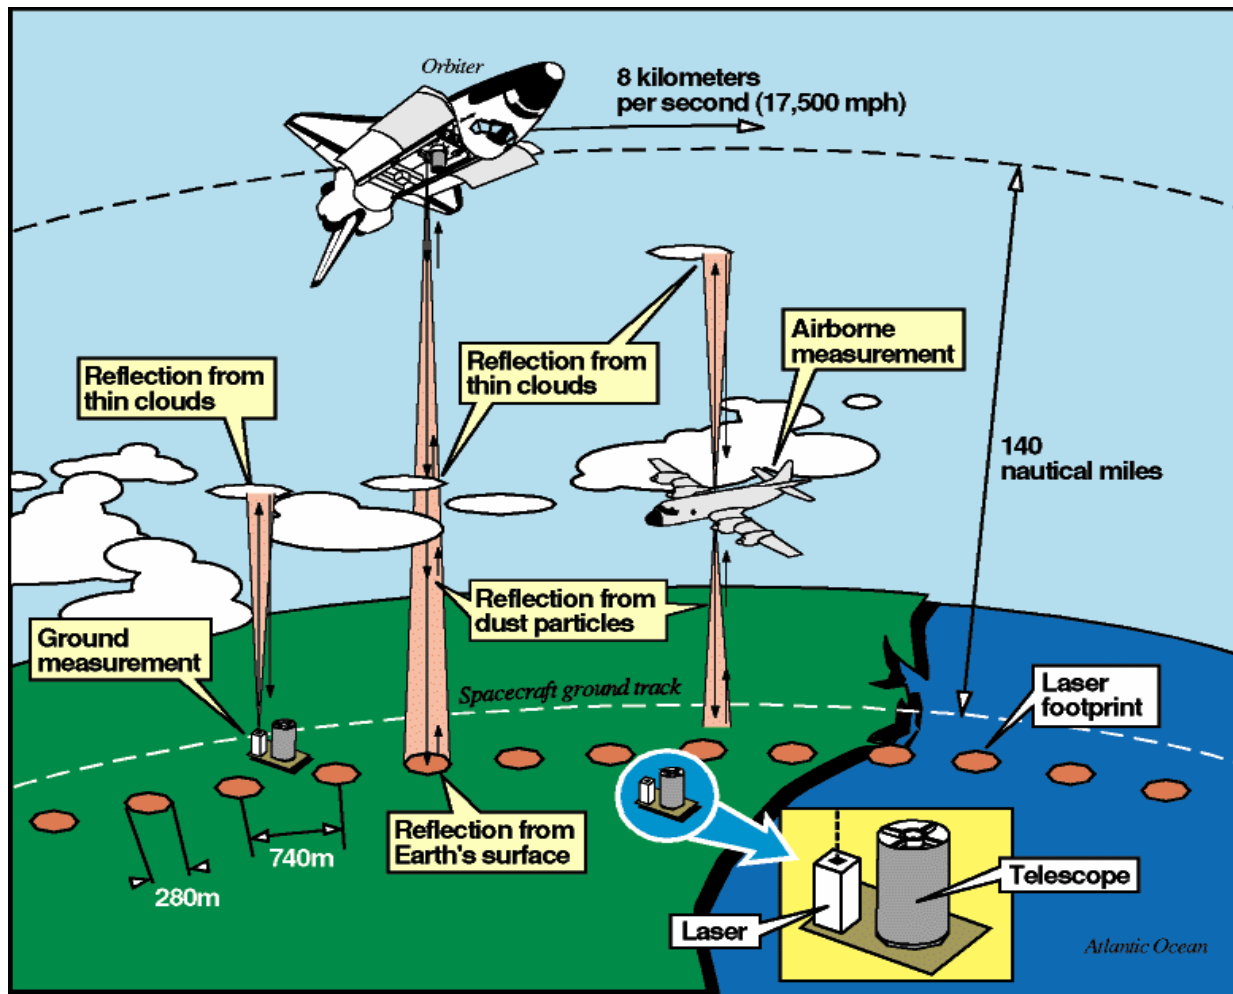 Orbiter
8 kilometers
per second (17,500 mph)
Airborne
measurement
Reflection from
thin clouds
Reflection from
thin clouds
140
nautical miles
Reflection from
dust particles
Ground
measurement
Spacecraft ground track
Laser
footprint
Reflection from
Earth's surface
740m
280m
Telescope
Laser
Atlantic Ocean